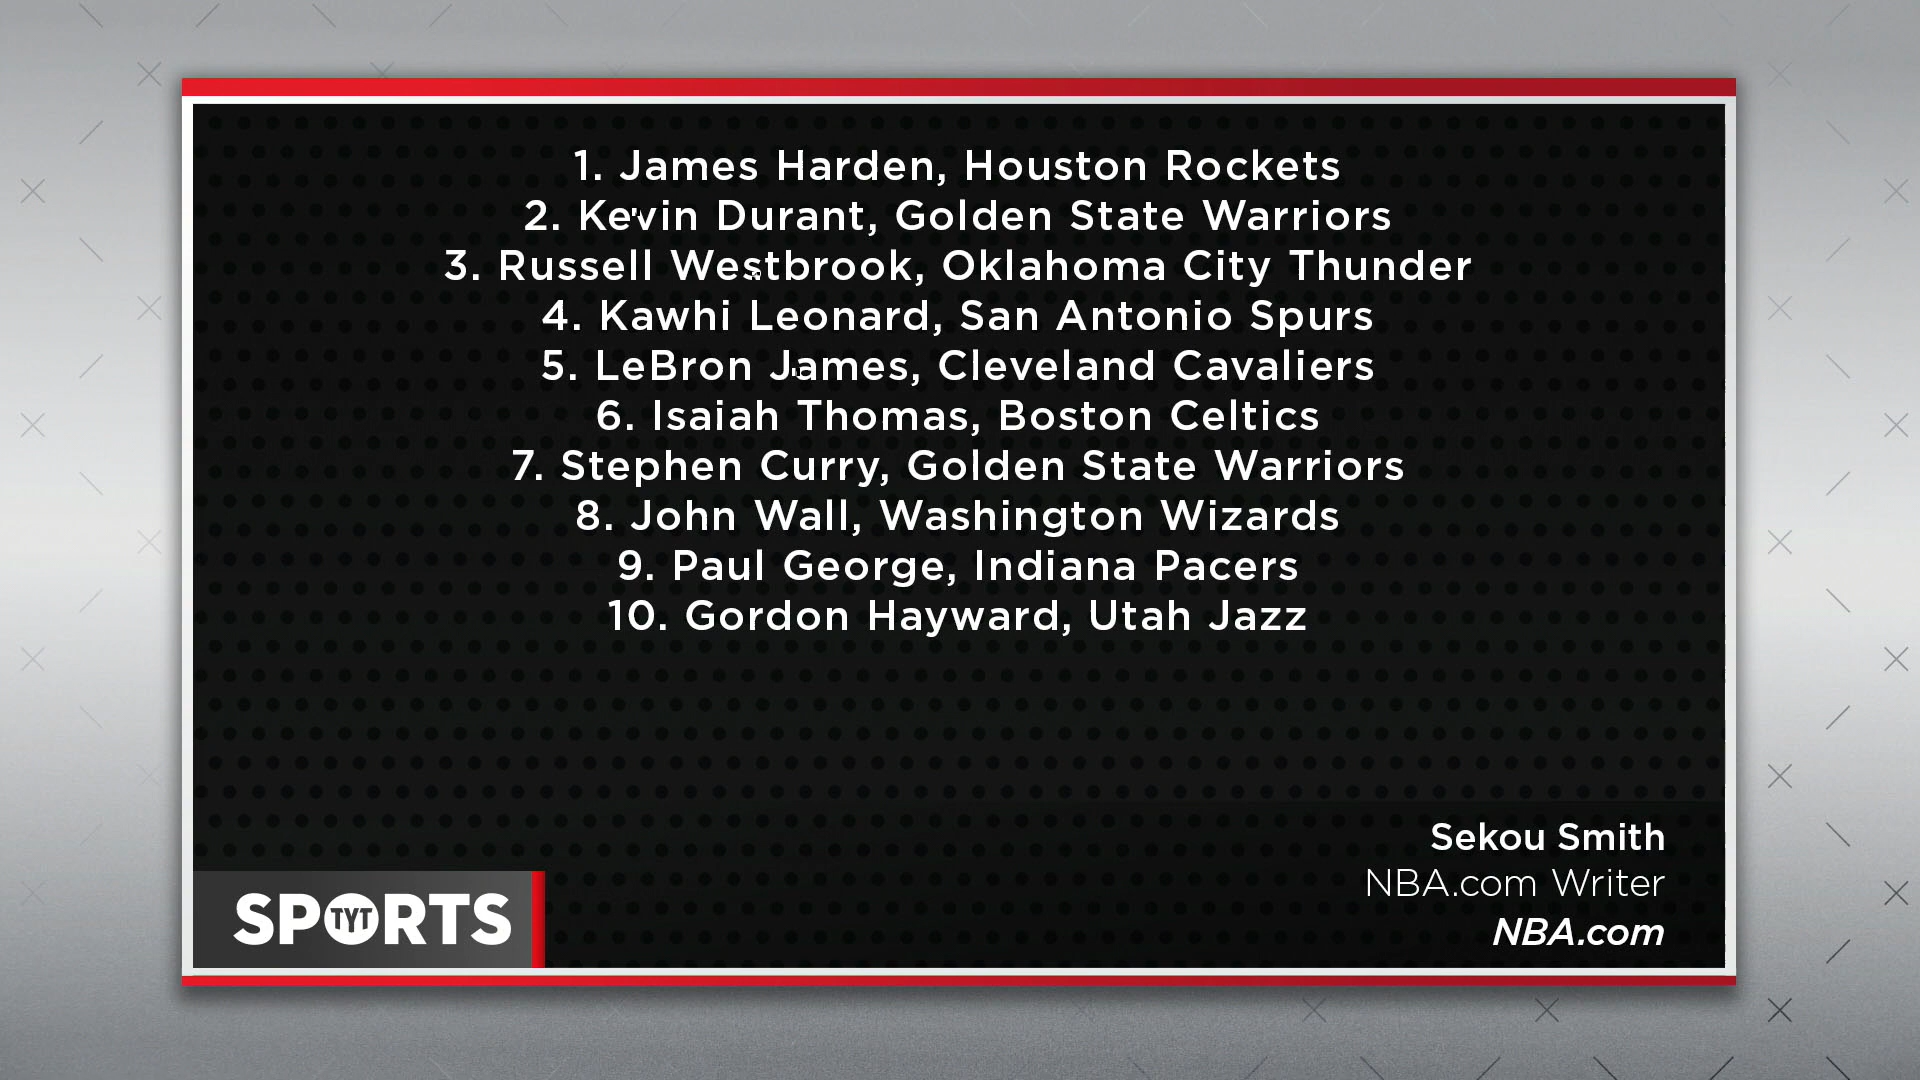 1. James Harden, Houston Rockets
2. Kevin Durant, Golden State Warriors
3. Russell Westbrook, Oklahoma City Thunder
4. Kawhi Leonard, San Antonio Spurs
5. LeBron James, Cleveland Cavaliers
6. Isaiah Thomas, Boston Celtics
7. Stephen Curry, Golden State Warriors
8. John Wall, Washington Wizards
9. Paul George, Indiana Pacers
10. Gordon Hayward, Utah Jazz
Sekou Smith
NBA.com Writer
NBA.com
SPORTS
TYT